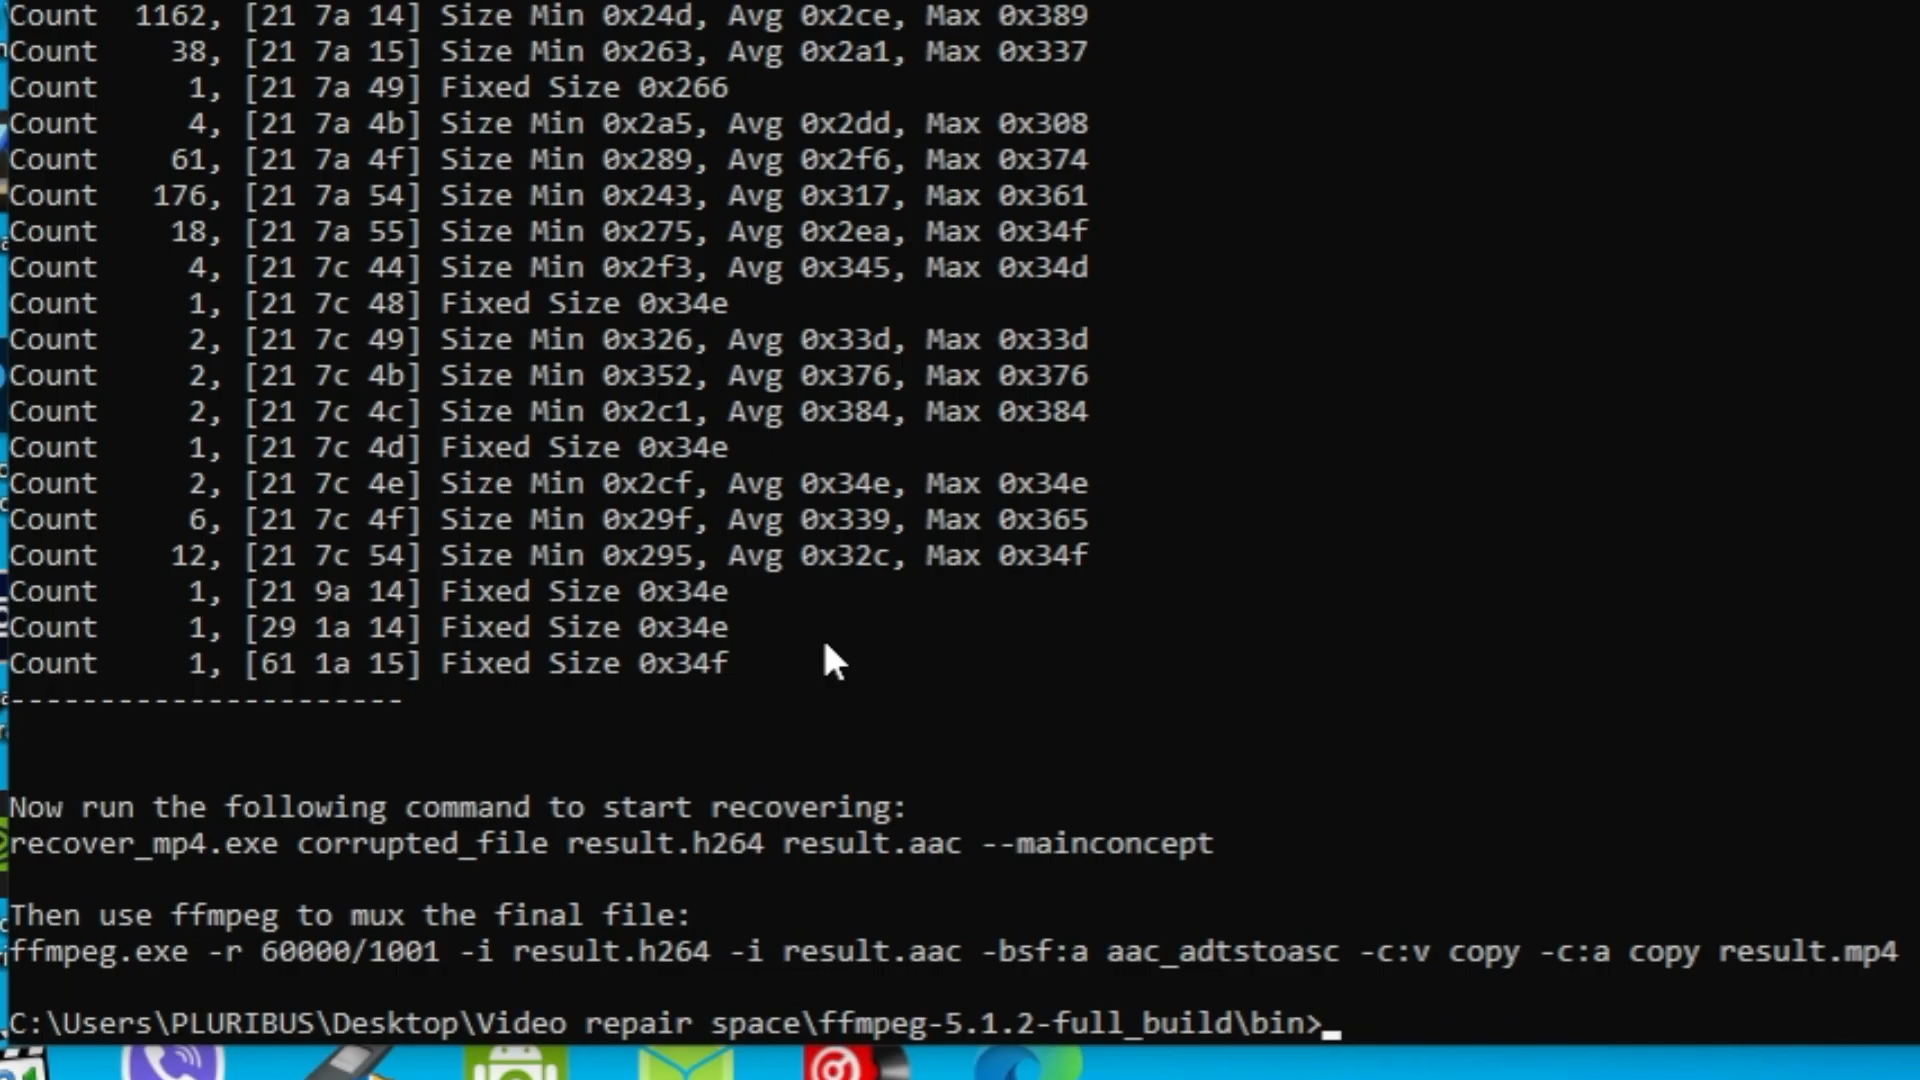 Count 1162, [21 7a 14] Size Min 0x24d, Avg 0x2ce, Max 0x389
Count 38, [21 7a 15] Size Min 0x263, Avg 0x2a1, Max 0x337
Count 1, [21 7a 49] Fixed Size 0x266
Count 4, [21 7a 4b] Size Min 0x2a5, Avg 0x2dd, Max 0x308
Count 61, [21 7a 4f] Size Min 0x289, Avg 0x2f6, Max 0x374
Count 176, [21 7a 54] Size Min 0x243, Avg 0x317, Max 0x361
Count 18, [21 7a 55] Size Min 0x275, Avg 0x2ea, Max 0x34f
Count 4, [21 7c 44] Size Min 0x2f3, Avg 0x345, Max 0x34d
Count 1, [21 7c 48] Fixed Size 0x34e
Count 2, [21 7c 49] Size Min 0x326, Avg 0x33d, Max 0x33d
Count 2, [21 7c 4b] Size Min 0x352, Avg 0x376, Max 0x376
Count 2, [21 7c 4c] Size Min 0x2c1, Avg 0x384, Max 0x384
Count 1, [21 7c 4d] Fixed Size 0x34e
Count 2, [21 7c 4e] Size Min 0x2cf, Avg 0x34e, Max 0x34e
Count 6, [21 7c 4f] Size Min 0x29f, Avg 0x339, Max 0x365
Count 12, [21 7c 54] Size Min 0x295, Avg 0x32c, Max 0x34f
Count 1, [21 9a 14] Fixed Size 0x34e
Count 1, [29 1a 14] Fixed Size 0x34e
Count 1, [61 1a 15] Fixed Size 0x34f
----------------------
Now run the following command to start recovering:
recover_mp4.exe corrupted_file result.h264 result.aac --mainconcept
Then use ffmpeg to mux the final file:
ffmpeg.exe -r 60000/1001 -i result.h264 -i result.aac -bsf:a aac_adtstoasc -c:v copy -c:a copy result.mp4
C:\Users\PLURIBUS\Desktop\Video repair space\ffmpeg-5.1.2-full_build\bin>